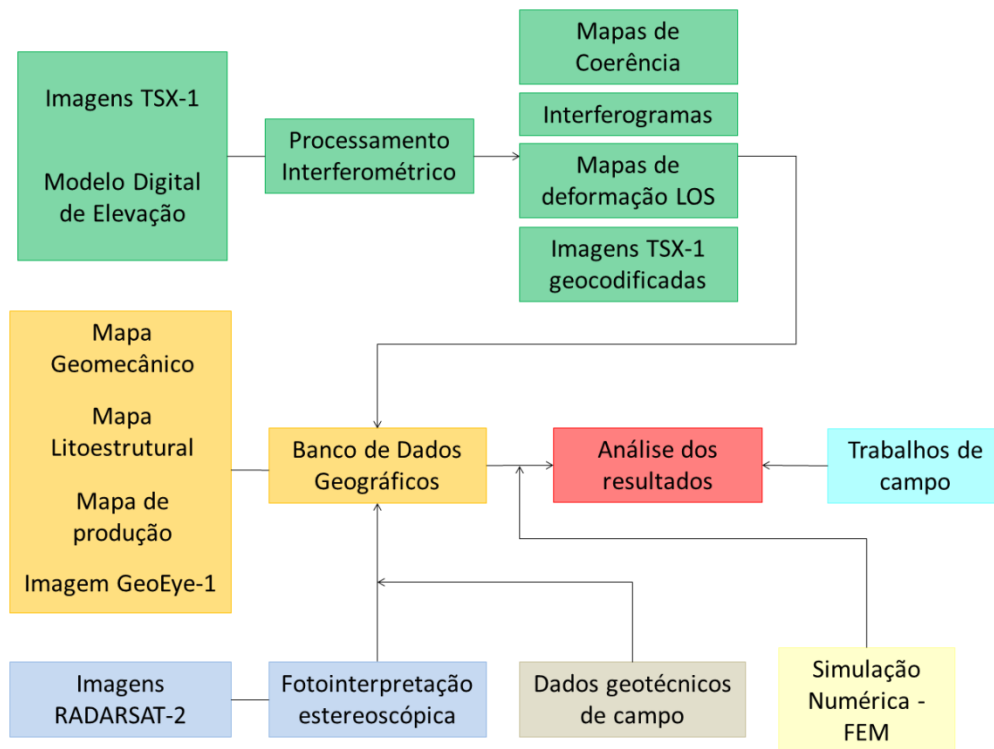 Imagens TSX-1
Modelo Digital
de Elevação
Processamento
Interferométrico
Mapas de
Coerência
Interferogramas
Mapas de
deformação LOS
Imagens TSX-1
geocodificadas
Mapa
Geomecânico
Mapa
Litoestrutural
Mapa de
produção
Imagem GeoEye-1
Banco de Dados
Geográficos
Análise dos
resultados
Trabalhos de
campo
Imagens
RADARSAT-2
Fotointerpretação
estereoscópica
Dados geotécnicos
de campo
Simulação
Numérica -
FEM